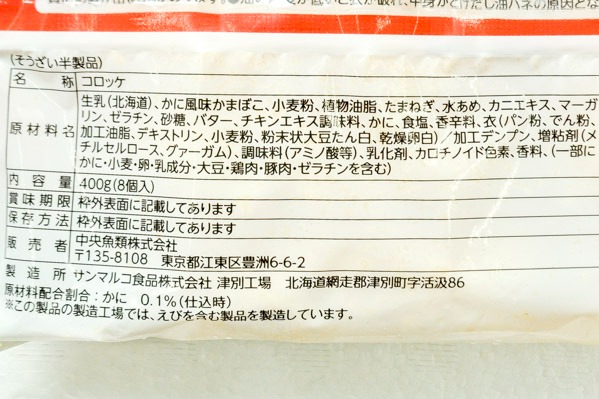 (そうざい半製品)
名 称 コロッケ
原材料名 生乳(北海道)、かに風味かまぼこ、小麦粉、植物油脂、たまねぎ、水あめ、カニエキス、マーガ
リン、ゼラチン、砂糖、バター、チキンエキス調味料、かに、食塩、香辛料、衣(パン粉、でん粉、
加工油脂、デキストリン、小麦粉、粉末状大豆たん白、乾燥卵白)/加工デンプン、増粘剤(メ
チルセルロース、グァーガム)、調味料(アミノ酸等)、乳化剤、カロチノイド色素、香料、(一部に
かに・小麦・卵・乳成分・大豆・鶏肉・豚肉・ゼラチンを含む)
内容量 400g(8個入)
賞味期限 枠外表面に記載してあります
保存方法 枠外表面に記載してあります
販売者 中央魚類株式会社
〒135-8108 東京都江東区豊洲6-6-2
製造所 サンマルコ食品株式会社 津別工場 北海道網走郡津別町字活汲86
原材料配合割合:かに 0.1%(仕込時)
※この製品の製造工場では、えびを含む製品を製造しています。